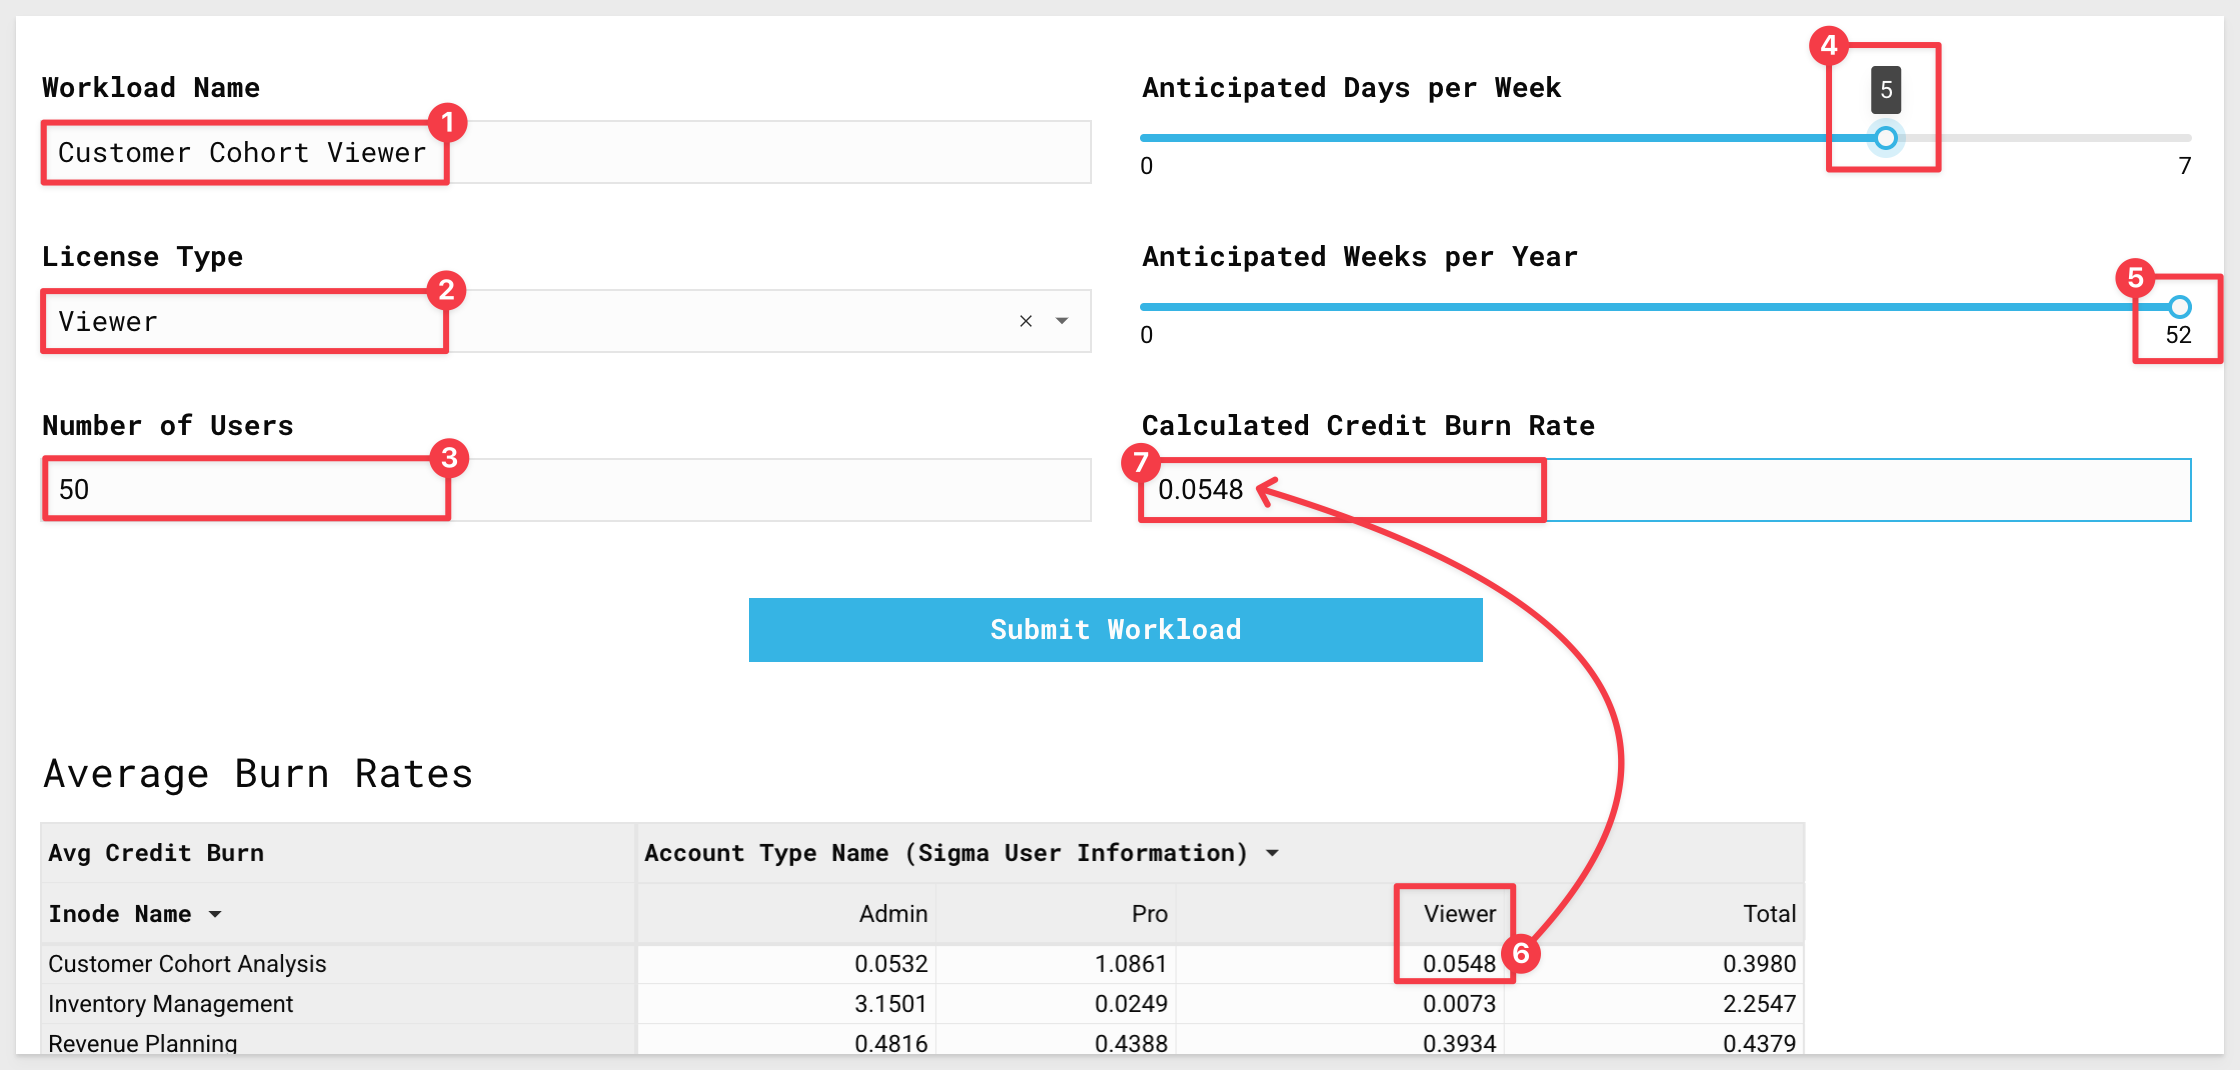 Workload Name
1
Customer Cohort Viewer
License Type
2
Viewer
Number of Users
3
50
Anticipated Days per Week
4
5
0
7
Anticipated Weeks per Year
5
0
52
Calculated Credit Burn Rate
7
0.0548
Submit Workload
Average Burn Rates
Avg Credit Burn Account Type Name (Sigma User Information)
Inode Name Admin Pro Viewer Total
6
Customer Cohort Analysis 0.0532 1.0861 0.0548 0.3980
Inventory Management 3.1501 0.0249 0.0073 2.2547
Revenue Planning 0.4816 0.4388 0.3934 0.4379